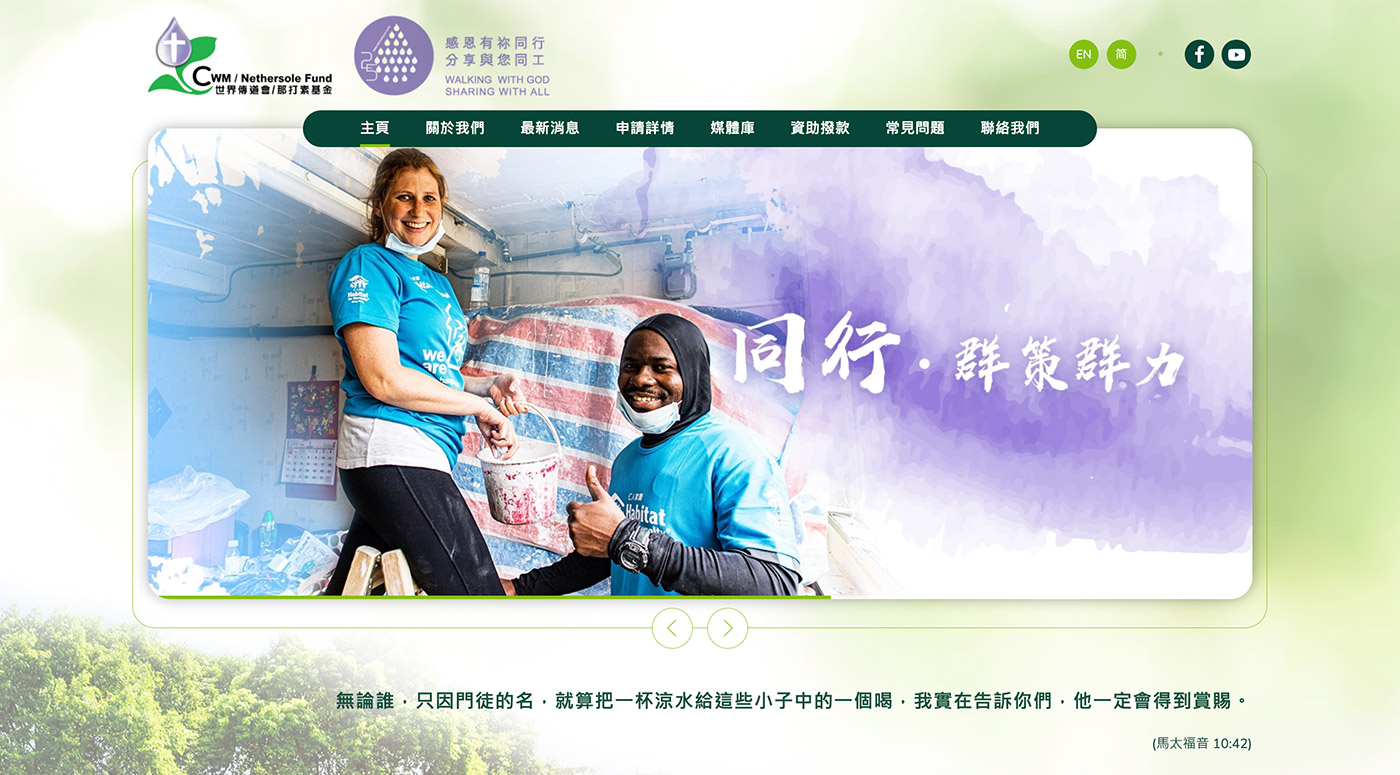 CWM / Nethersole Fund
世界傳道會/那打素基金
感恩有祢同行
分享與您同工
WALKING WITH GOD
SHARING WITH ALL
EN 简
主頁 關於我們 最新消息 申請詳情 媒體庫 資助撥款 常見問題 聯絡我們
Habitat
we
are
同行·群策群力
仁人家園
Habitat
無論誰，只因門徒的名，就算把一杯涼水給這些小子中的一個喝，我實在告訴你們，他一定會得到賞賜。
(馬太福音 10:42)